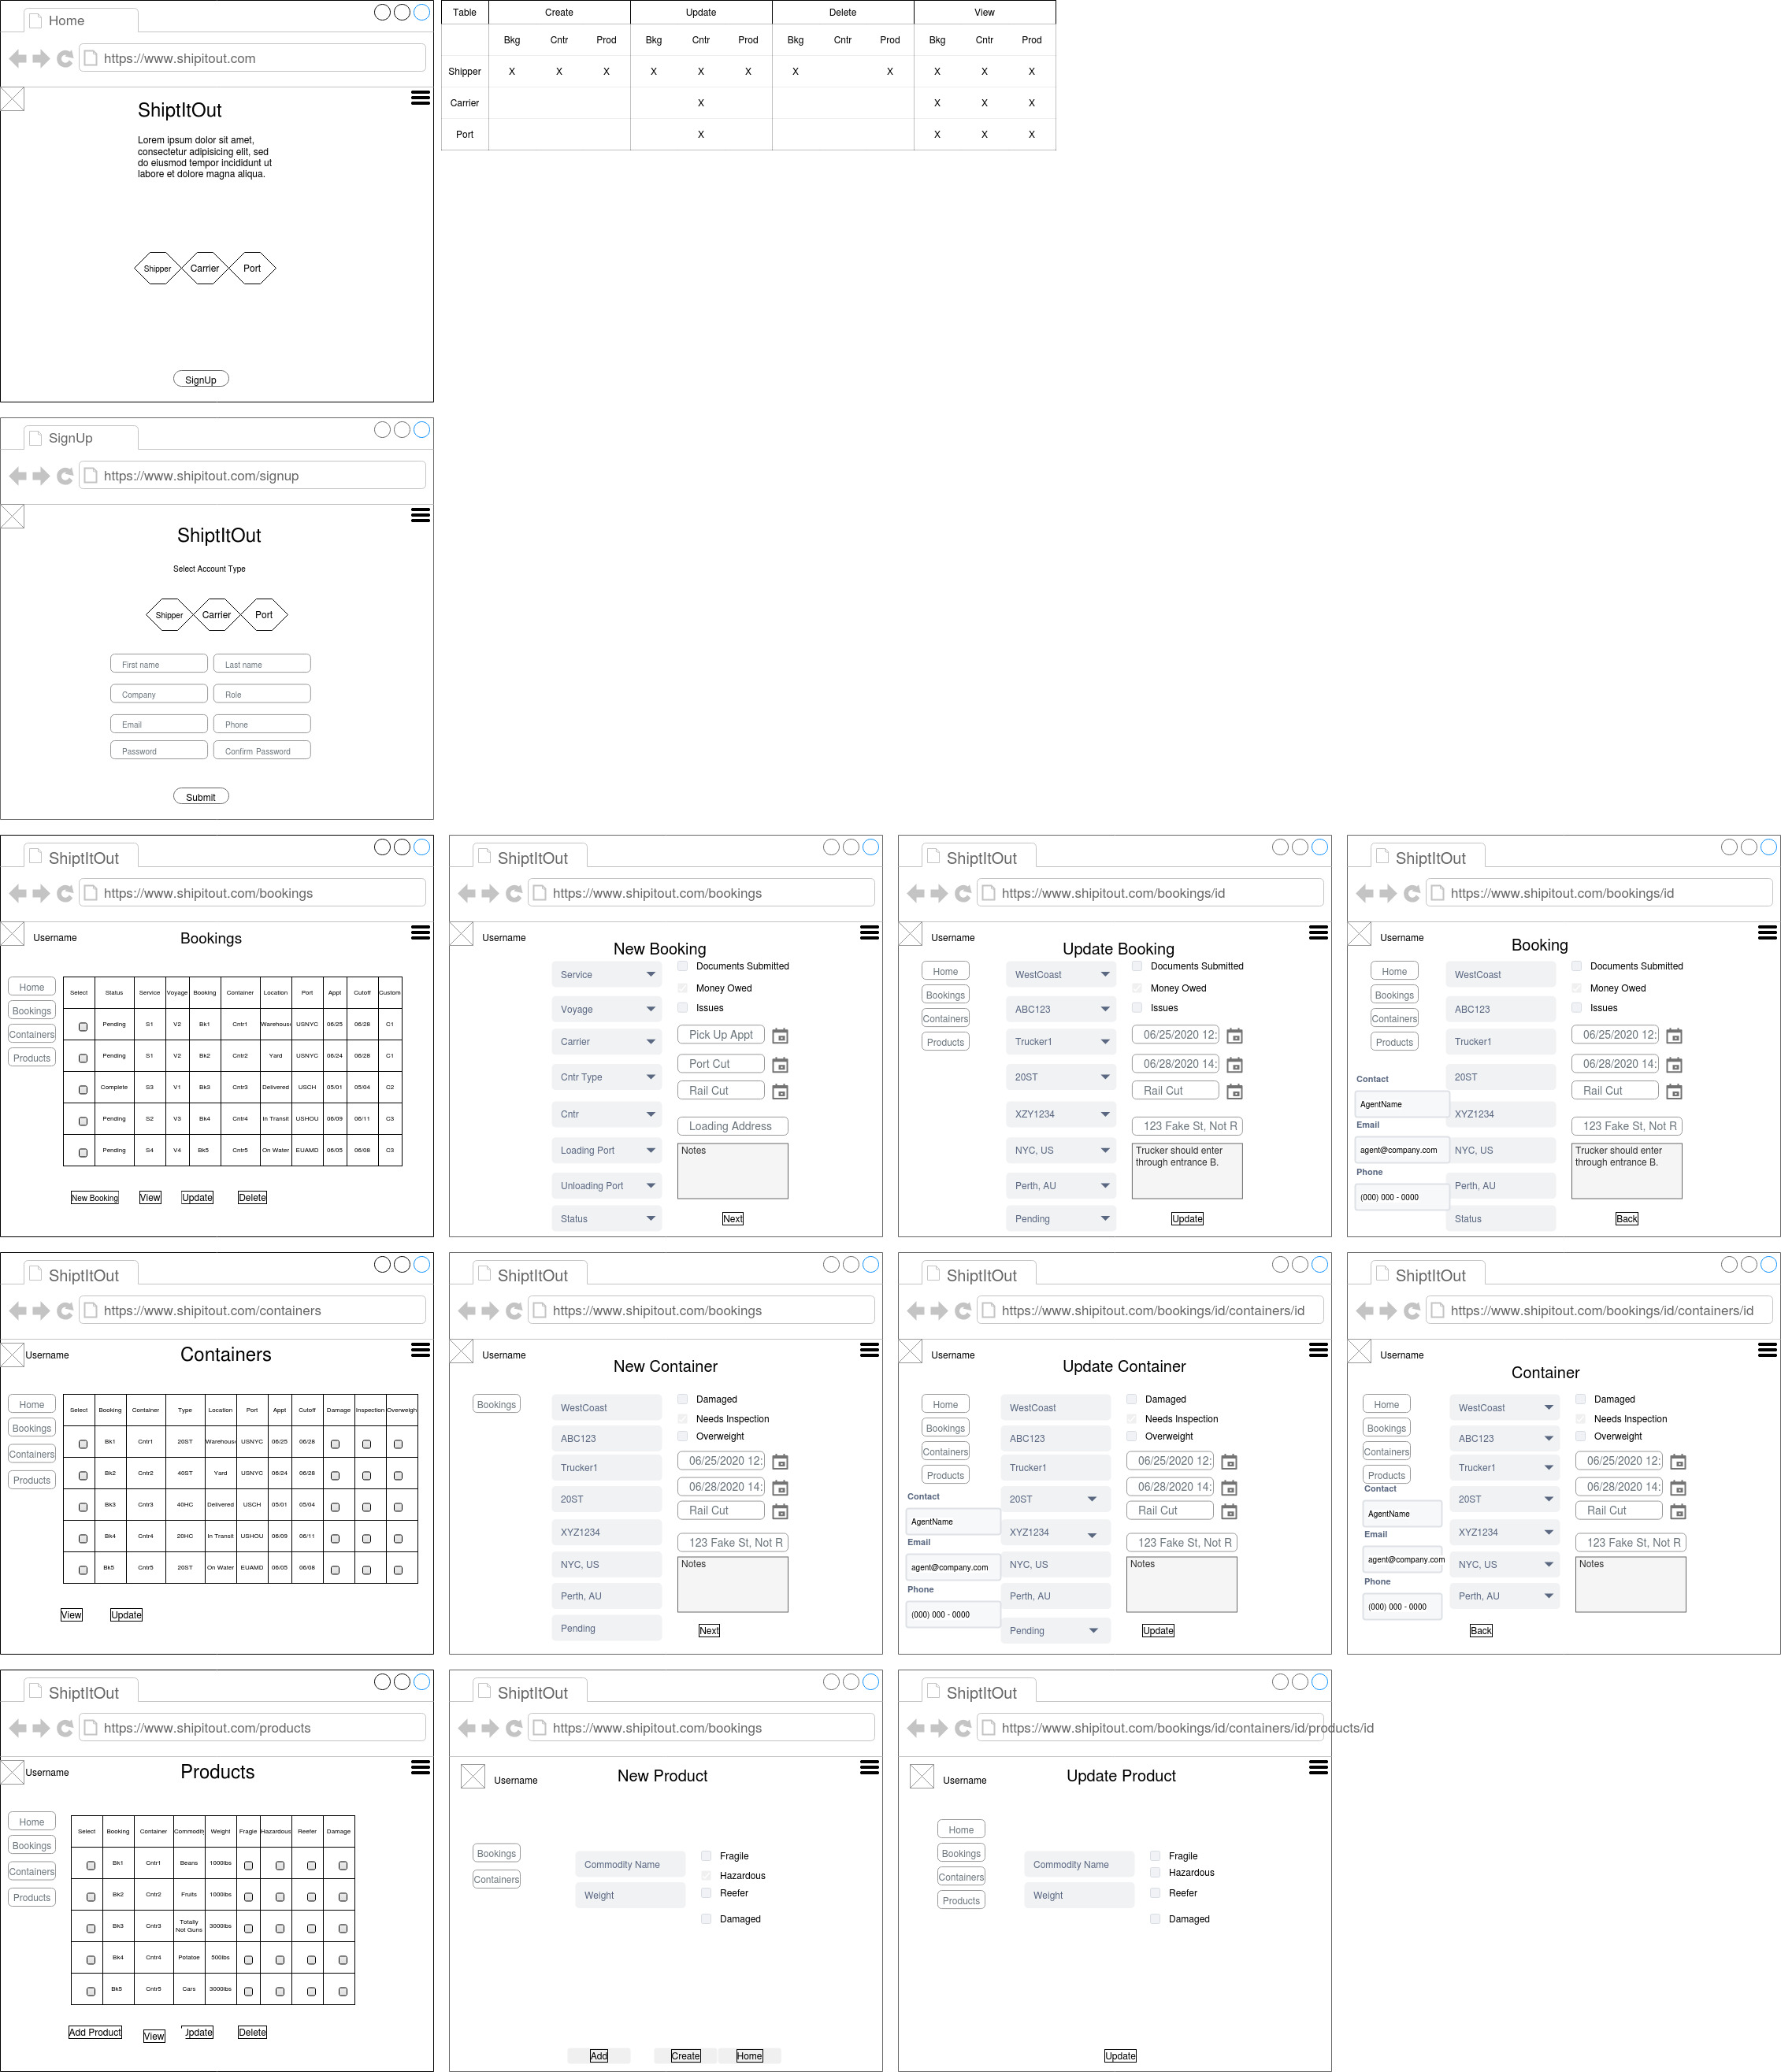 Home
https://www.shipitout.com
ShiptItOut
Lorem ipsum dolor sit amet,
consectetur adipisicing elit, sed
do eiusmod tempor incididunt ut
labore et dolore magna aliqua.
Shipper Carrier Port
SignUp
Table Create Update Delete View
Bkg Cntr Prod Bkg Cntr Prod Bkg Cntr Prod Bkg Cntr Prod
Shipper X X X X X X X X X X X
Carrier X X X X
Port X X X X
SignUp
https://www.shipitout.com/signup
ShiptItOut
Select Account Type
Shipper Carrier Port
First name Last name
Company Role
Email Phone
Password Confirm Password
Submit
ShiptItOut
https://www.shipitout.com/bookings
Username Bookings
Home
Bookings
Containers
Products
Select Status Service Voyage Booking Container Location Port Appt Cutoff Custom
Pending S1 V2 Bk1 Cntr1 Warehouse USNYC 06/25 06/28 C1
Pending S1 V2 Bk2 Cntr2 Yard USNYC 06/24 06/28 C1
Complete S3 V1 Bk3 Cntr3 Delivered USCH 05/01 05/04 C2
Pending S2 V3 Bk4 Cntr4 In Transit USHOU 06/09 06/11 C3
Pending S4 V4 Bk5 Cntr5 On Water EUAMD 06/05 06/08 C3
New Booking View Update Delete
ShiptItOut
https://www.shipitout.com/bookings
Username
New Booking
Service
Voyage
Carrier
Cntr Type
Cntr
Loading Port
Unloading Port
Status
Documents Submitted
Money Owed
Issues
Pick Up Appt
Port Cut
Rail Cut
Loading Address
Notes
Next
ShiptItOut
https://www.shipitout.com/bookings/id
Username
Update Booking
Home
Bookings
Containers
Products
WestCoast
ABC123
Trucker1
20ST
XZY1234
NYC, US
Perth, AU
Pending
Documents Submitted
Money Owed
Issues
06/25/2020 12:
06/28/2020 14:
Rail Cut
123 Fake St, Not R
Trucker should enter
through entrance B.
Update
ShiptItOut
https://www.shipitout.com/bookings/id
Username
Booking
Home
Bookings
Containers
Products
Contact
AgentName
Email
agent@company.com
Phone
(000) 000 - 0000
WestCoast
ABC123
Trucker1
20ST
XYZ1234
NYC, US
Perth, AU
Status
Documents Submitted
Money Owed
Issues
06/25/2020 12:
06/28/2020 14:
Rail Cut
123 Fake St, Not R
Trucker should enter
through entrance B.
Back
ShiptItOut
https://www.shipitout.com/containers
Username Containers
Home
Bookings
Containers
Products
Select Booking Container Type Location Port Appt Cutoff Damage Inspection Overweigh
Bk1 Cntr1 20ST Warehouse USNYC 06/25 06/28
Bk2 Cntr2 40ST Yard USNYC 06/24 06/28
Bk3 Cntr3 40HC Delivered USCH 05/01 05/04
Bk4 Cntr4 20HC In Transit USHOU 06/09 06/11
Bk5 Cntr5 20ST On Water EUAMD 06/05 06/08
View Update
ShiptItOut
https://www.shipitout.com/bookings
Username
New Container
Bookings
WestCoast
ABC123
Trucker1
20ST
XYZ1234
NYC, US
Perth, AU
Pending
Damaged
Needs Inspection
Overweight
06/25/2020 12:
06/28/2020 14:
Rail Cut
123 Fake St, Not R
Notes
Next
ShiptItOut
https://www.shipitout.com/bookings/id/containers/id
Username
Update Container
Home
Bookings
Containers
Products
Contact
AgentName
Email
agent@company.com
Phone
(000) 000 - 0000
WestCoast
ABC123
Trucker1
20ST
XYZ1234
NYC, US
Perth, AU
Pending
Damaged
Needs Inspection
Overweight
06/25/2020 12:
06/28/2020 14:
Rail Cut
123 Fake St, Not R
Notes
Update
ShiptItOut
https://www.shipitout.com/bookings/id/containers/id
Username
Container
Home
Bookings
Containers
Products
Contact
AgentName
Email
agent@company.com
Phone
(000) 000 - 0000
WestCoast
ABC123
Trucker1
20ST
XYZ1234
NYC, US
Perth, AU
Damaged
Needs Inspection
Overweight
06/25/2020 12:
06/28/2020 14:
Rail Cut
123 Fake St, Not R
Notes
Back
ShiptItOut
https://www.shipitout.com/products
Username Products
Home
Bookings
Containers
Products
Select Booking Container Commodity Weight Fragle Hazardous Reefer Damage
Bk1 Cntr1 Beans 1000lbs
Bk2 Cntr2 Fruits 1000lbs
Bk3 Cntr3 Totally
Not Guns 3000lbs
Bk4 Cntr4 Potatoe 500lbs
Bk5 Cntr5 Cars 3000lbs
Add Product View Update Delete
ShiptItOut
https://www.shipitout.com/bookings
Username New Product
Bookings
Containers
Commodity Name
Weight
Fragile
Hazardous
Reefer
Damaged
Add Create Home
ShiptItOut
https://www.shipitout.com/bookings/id/containers/id/products/id
Username Update Product
Home
Bookings
Containers
Products
Commodity Name
Weight
Fragile
Hazardous
Reefer
Damaged
Update